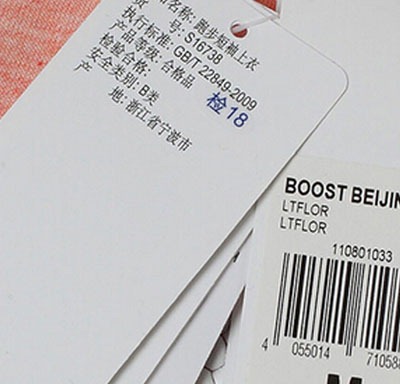 名称: 跑步短袖上衣
货 号: S16738
执行标准: GB/T 22849-2009
产品等级: 合格品
检验合格: 检18
安全类别: B类
产 地: 浙江省宁波市
BOOST BEIJIN
LTFLOR
LTFLOR
110801033
4 055014 71058